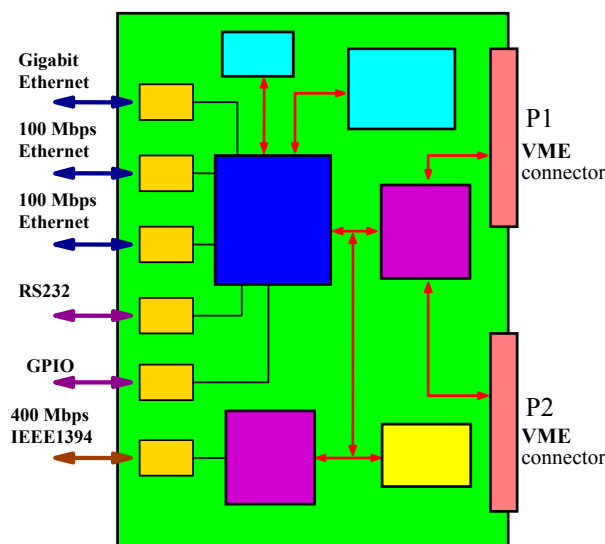 Gigabit
Ethernet
100 Mbps
Ethernet
100 Mbps
Ethernet
RS232
GPIO
400 Mbps
IEEE1394
P1
VME
connector
P2
VME
connector